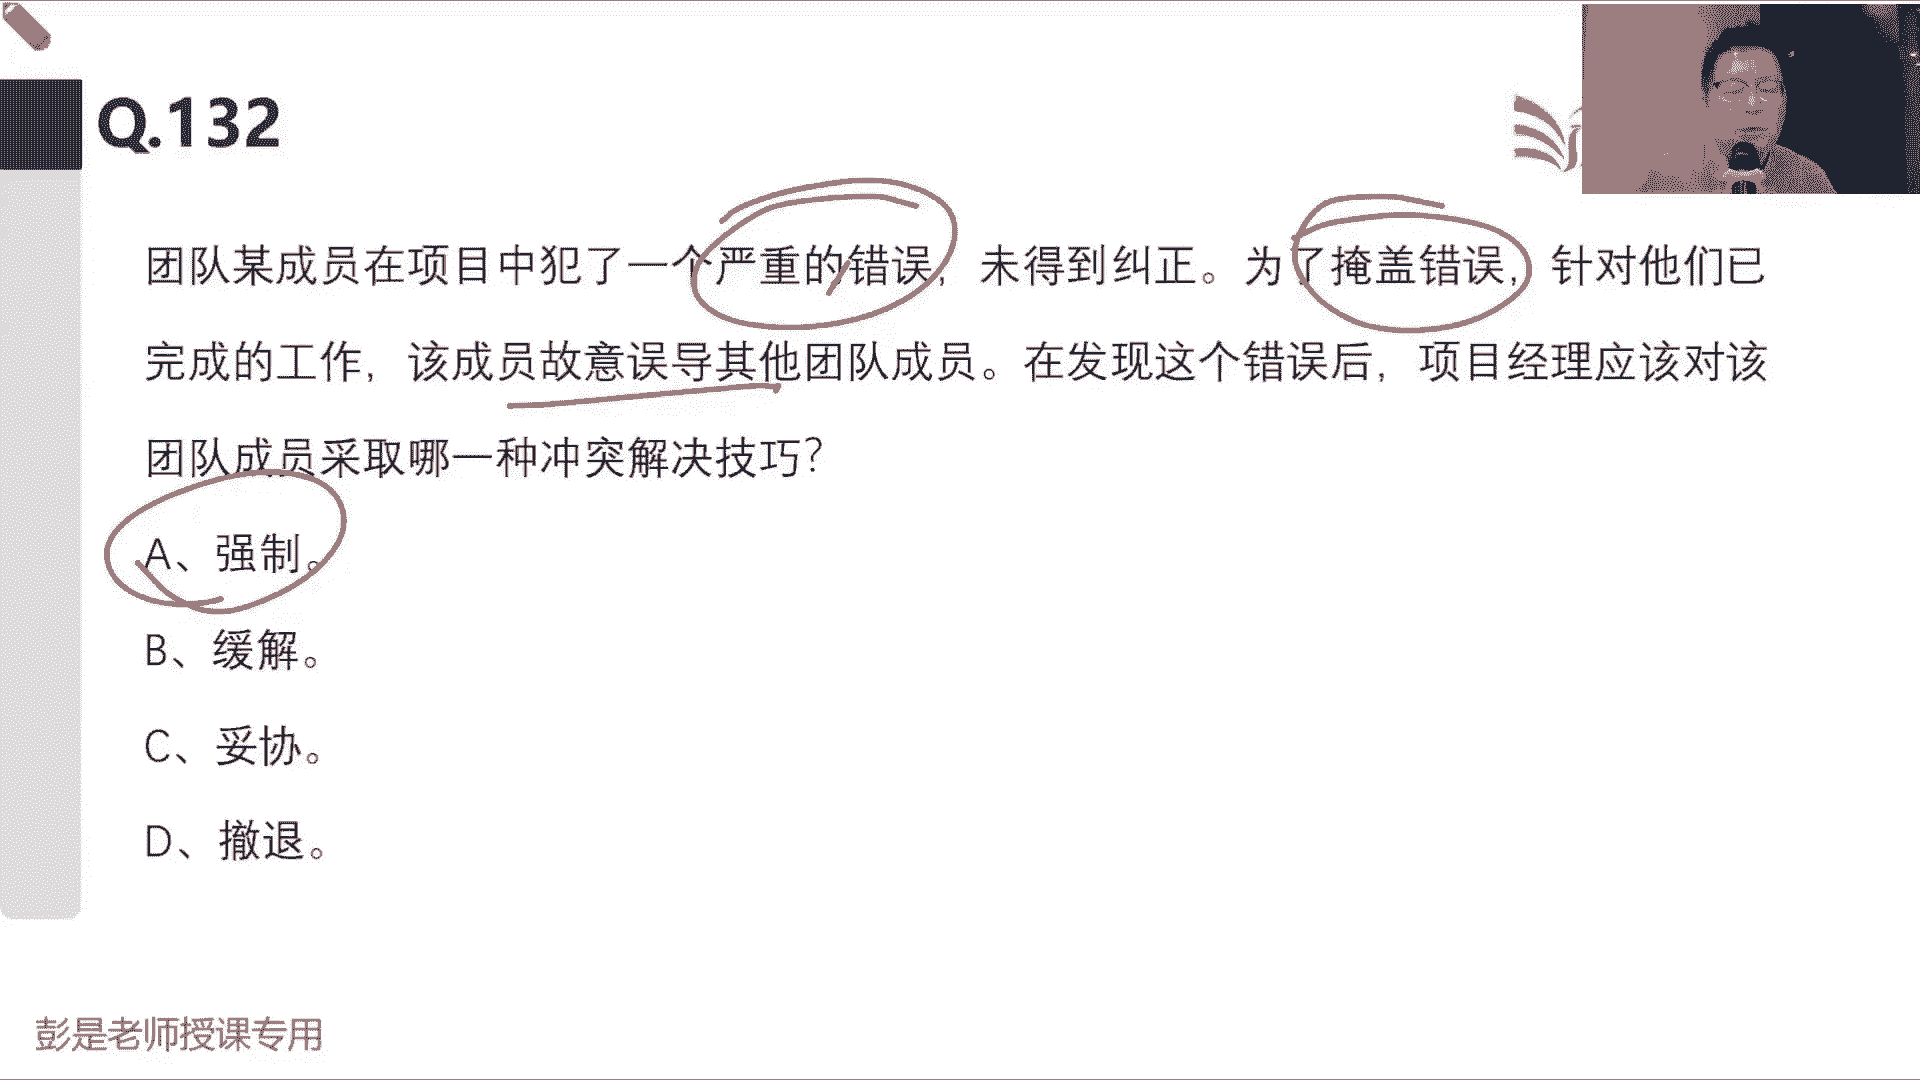 Q.132
团队某成员在项目中犯了一个严重的错误，未得到纠正。为了掩盖错误，针对他们已
完成的工作，该成员故意误导其他团队成员。在发现这个错误后，项目经理应该对该
团队成员采取哪一种冲突解决技巧？
A、强制。
B、缓解。
C、妥协。
D、撤退。
彭是老师授课专用